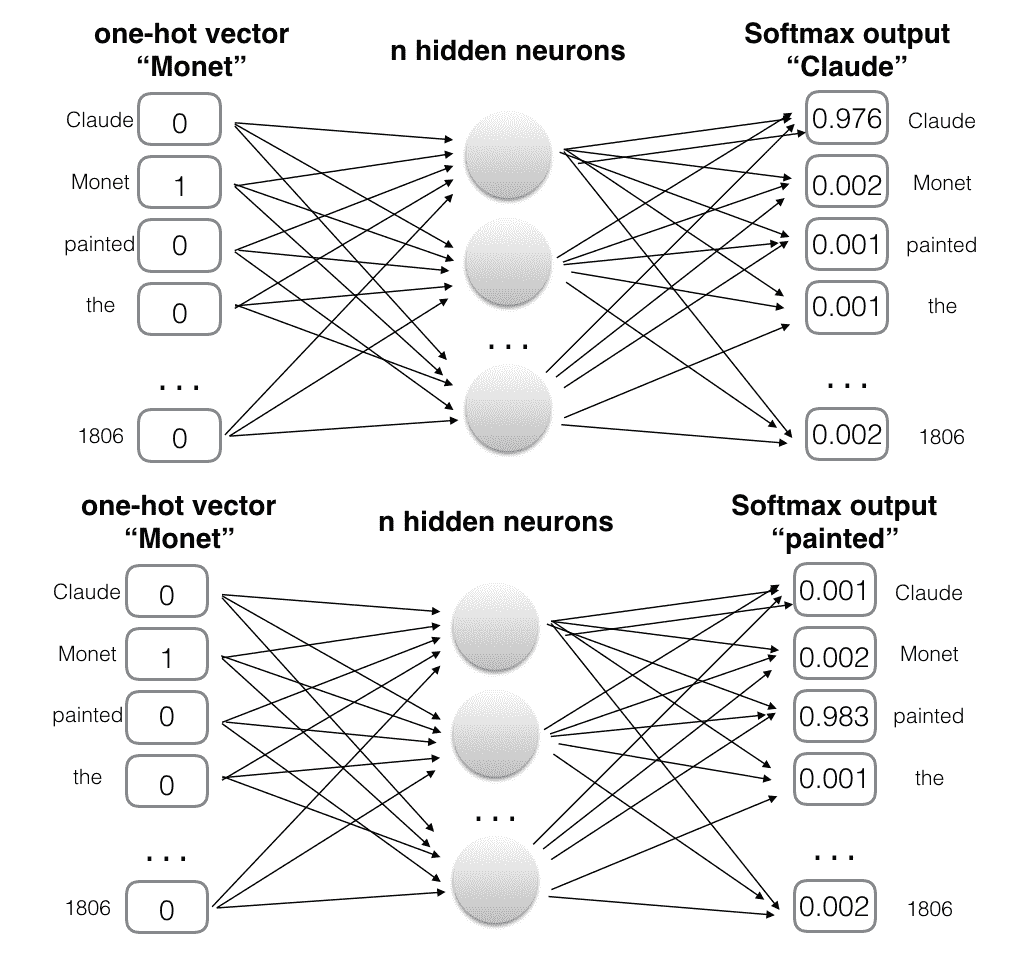 one-hot vector
“Monet”
n hidden neurons
Softmax output
“Claude”
Claude 0
Monet 1
painted 0
the 0
...
1806 0
...
0.976 Claude
0.002 Monet
0.001 painted
0.001 the
...
0.002 1806
one-hot vector
“Monet”
n hidden neurons
Softmax output
“painted”
Claude 0
Monet 1
painted 0
the 0
...
1806 0
...
0.001 Claude
0.002 Monet
0.983 painted
0.001 the
...
0.002 1806